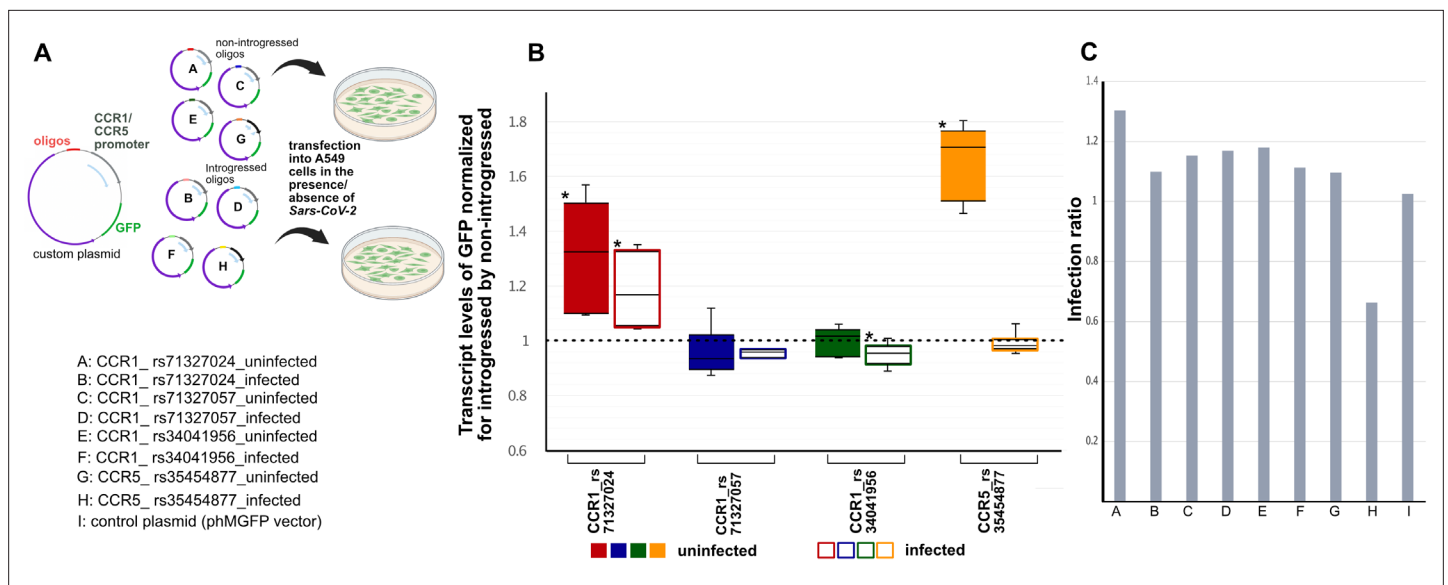 A
non-introgressed
oligos
A
C
E
G
CCR1/
CCR5
promoter
oligos
Introgressed
oligos
B
D
F
H
GFP
custom plasmid
transfection
into A549
cells in the
presence/
absence of
Sars-CoV-2
A: CCR1_ rs71327024_uninfected
B: CCR1_ rs71327024_infected
C: CCR1_ rs71327057_uninfected
D: CCR1_ rs71327057_infected
E: CCR1_ rs34041956_uninfected
F: CCR1_ rs34041956_infected
G: CCR5_ rs35454877_uninfected
H: CCR5_ rs35454877_infected
I: control plasmid (phMGFP vector)
B
Transcript levels of GFP normalized
for introgressed by non-introgressed
1.8
1.6
1.4
1.2
1
0.8
0.6
*
*
*
*
CCR1_rs
71327024
CCR1_rs
71327057
CCR1_rs
34041956
CCR5_rs
35454877
uninfected
infected
C
Infection ratio
1.4
1.2
1
0.8
0.6
0.4
0.2
A B C D E F G H I